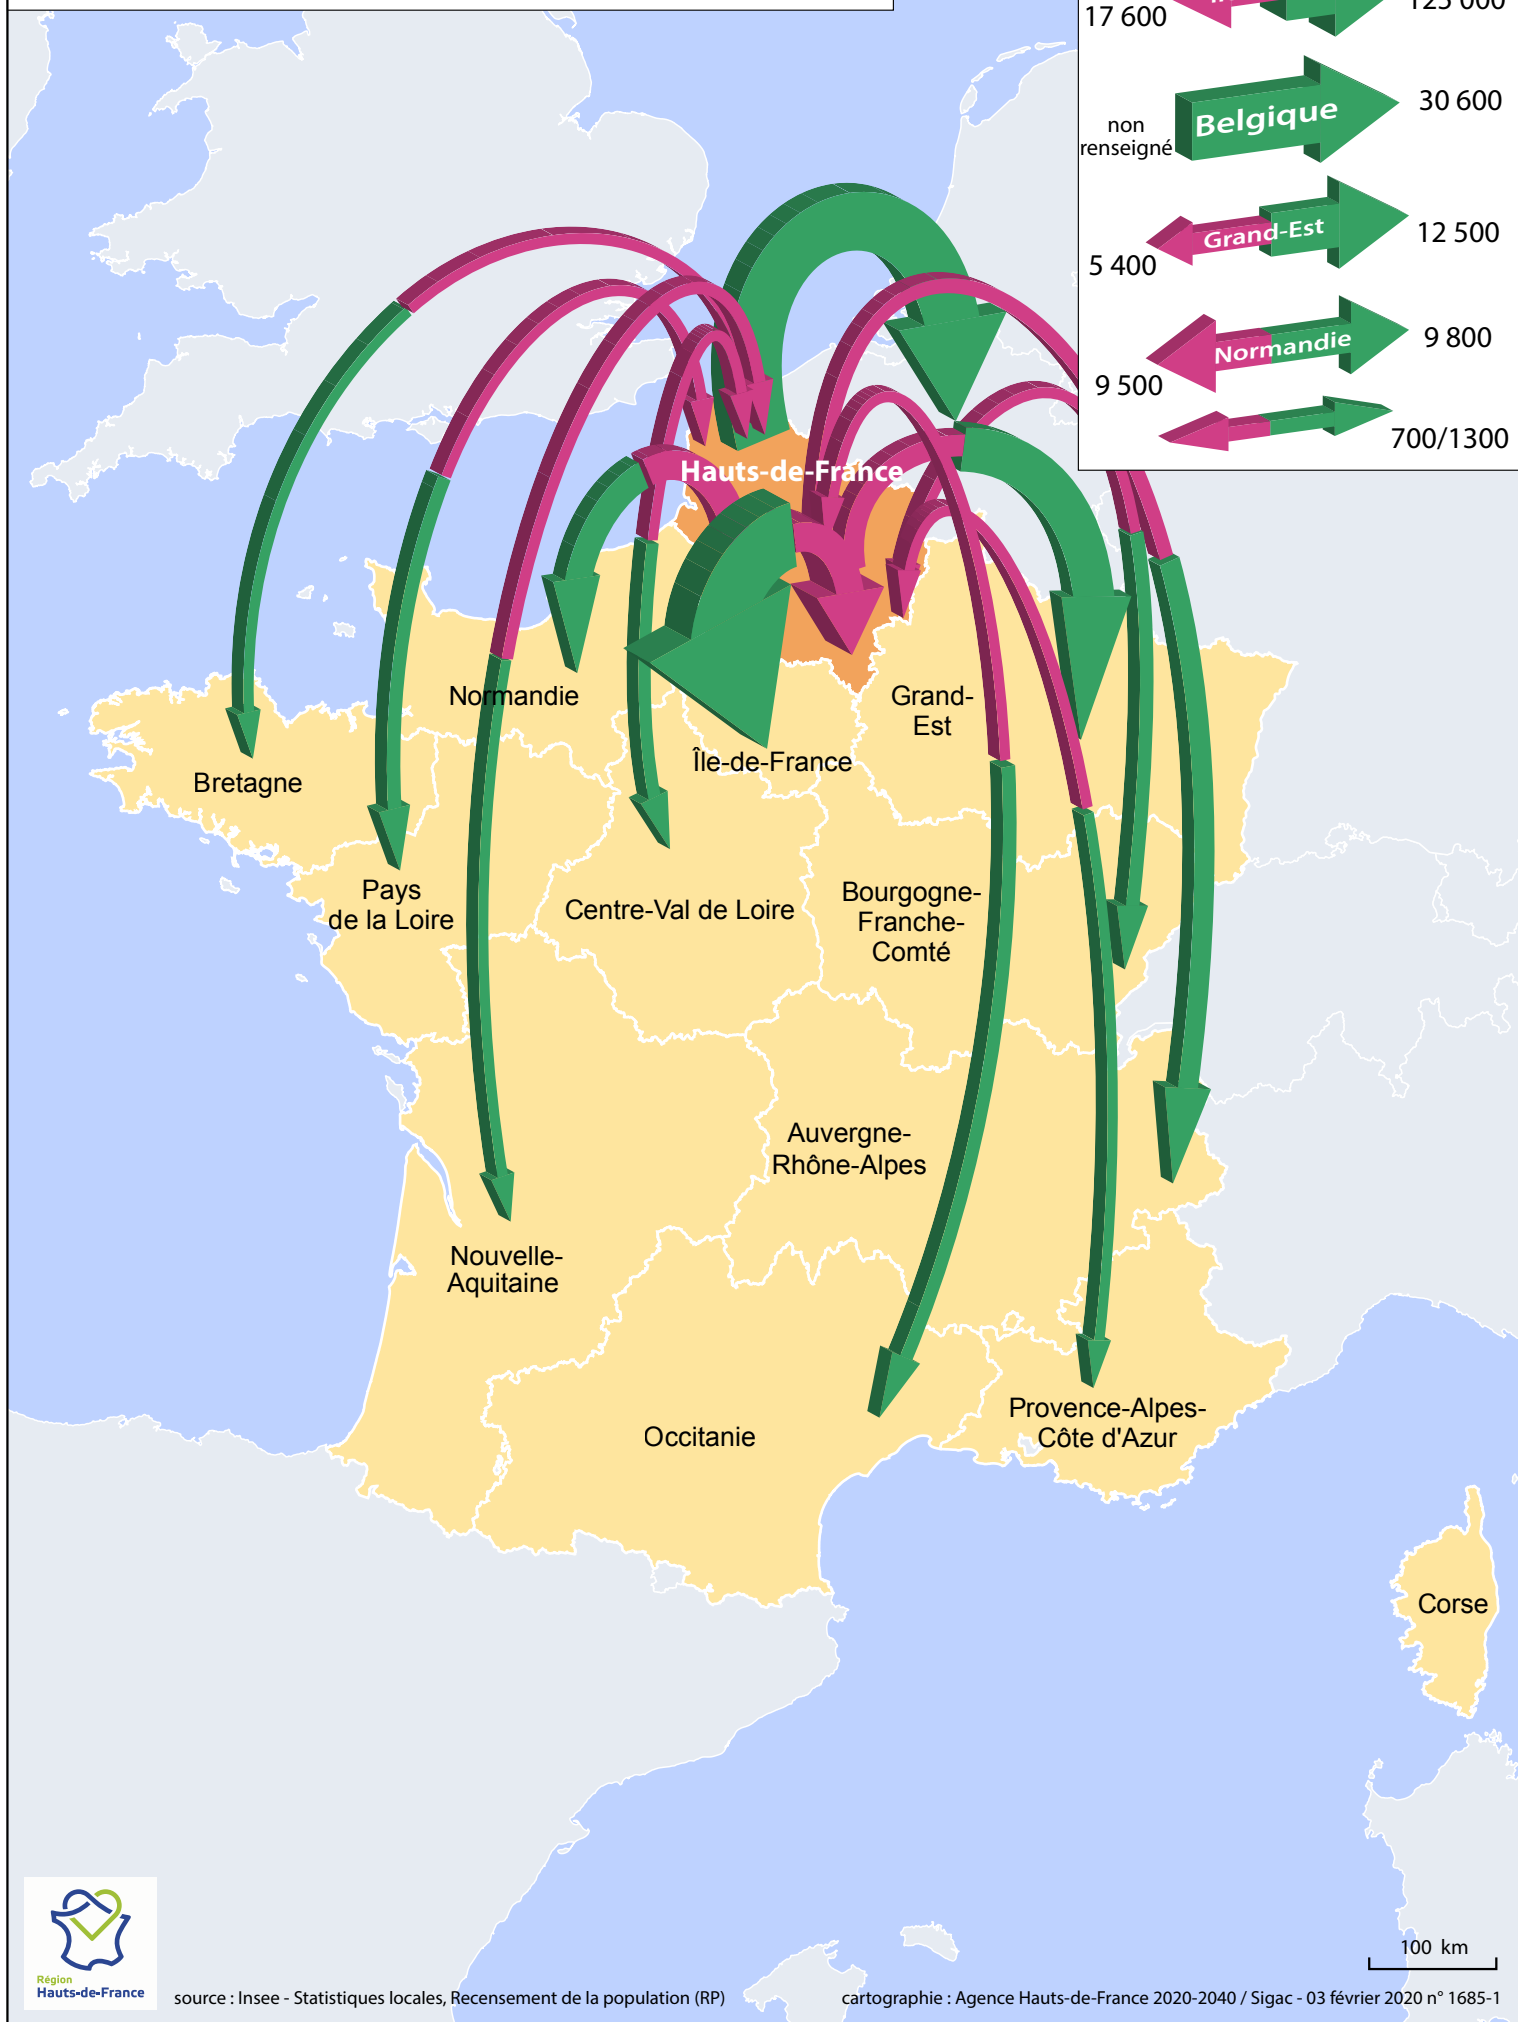 17 600
Belgique
30 600
non
renseigné
Grand-Est
12 500
5 400
Normandie
9 800
9 500
700/1300
Hauts-de-France
Normandie
Grand-
Est
Île-de-France
Bretagne
Pays
de la Loire
Centre-Val de Loire
Bourgogne-
Franche-
Comté
Auvergne-
Rhône-Alpes
Nouvelle-
Aquitaine
Provence-Alpes-
Côte d'Azur
Occitanie
Corse
100 km
Région
Hauts-de-France
source : Insee - Statistiques locales, Recensement de la population (RP)
cartographie : Agence Hauts-de-France 2020-2040 / Sigac - 03 février 2020 n° 1685-1